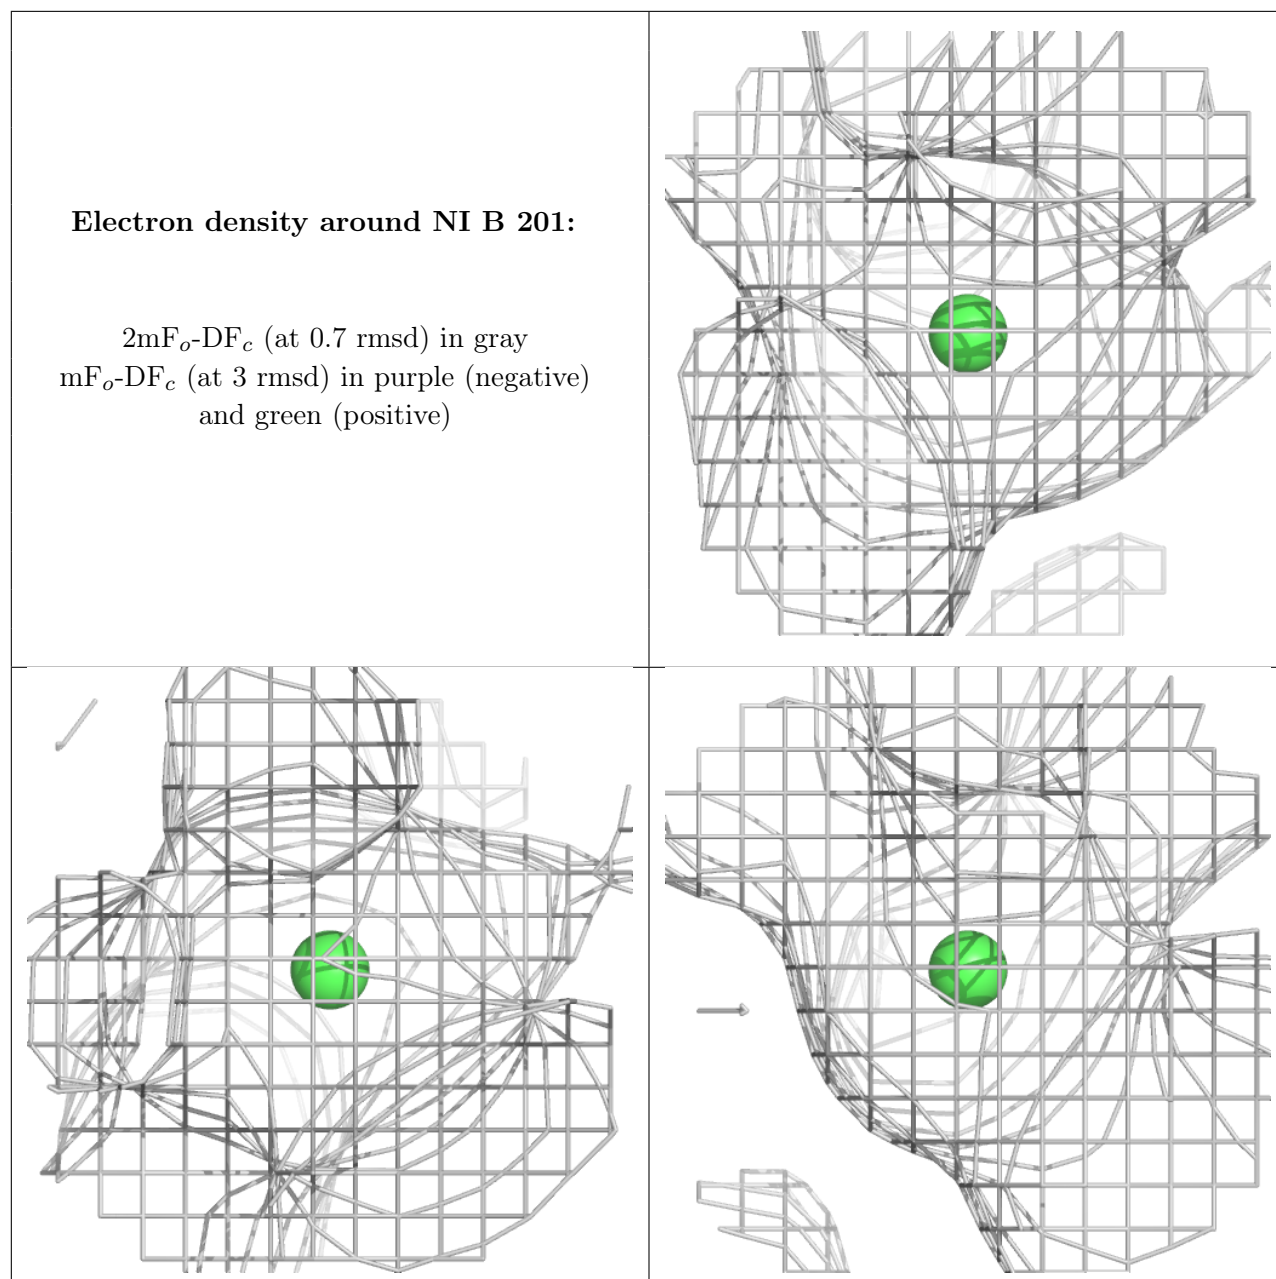 Electron density around NI B 201:
2mFo-DFc (at 0.7 rmsd) in gray
mFo-DFc (at 3 rmsd) in purple (negative)
and green (positive)